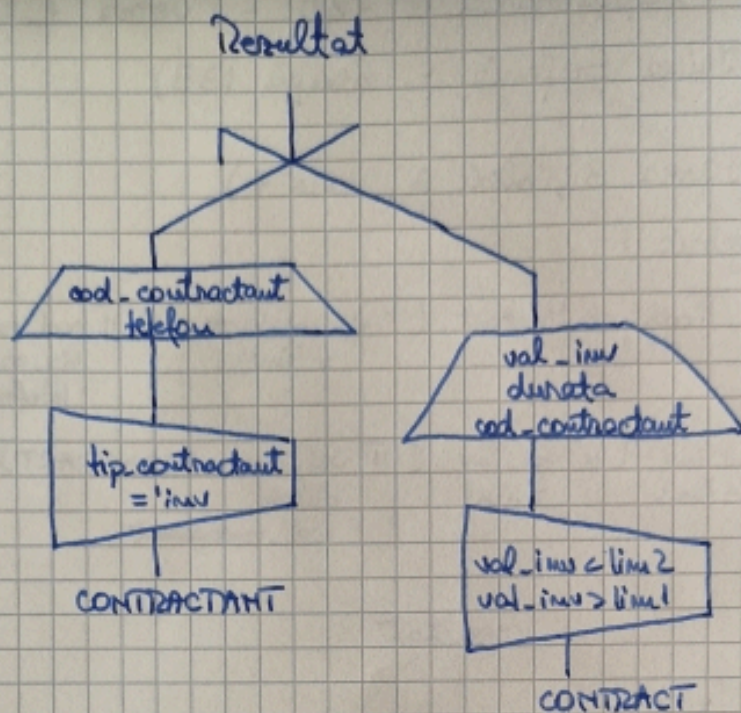 Rezultat
cod_contractant
telefon
val_inv
durata
cod_contractant
tip_contractant
= 'inv
CONTRACTANT
val_inv < lim2
val_inv > lim1
CONTRACT